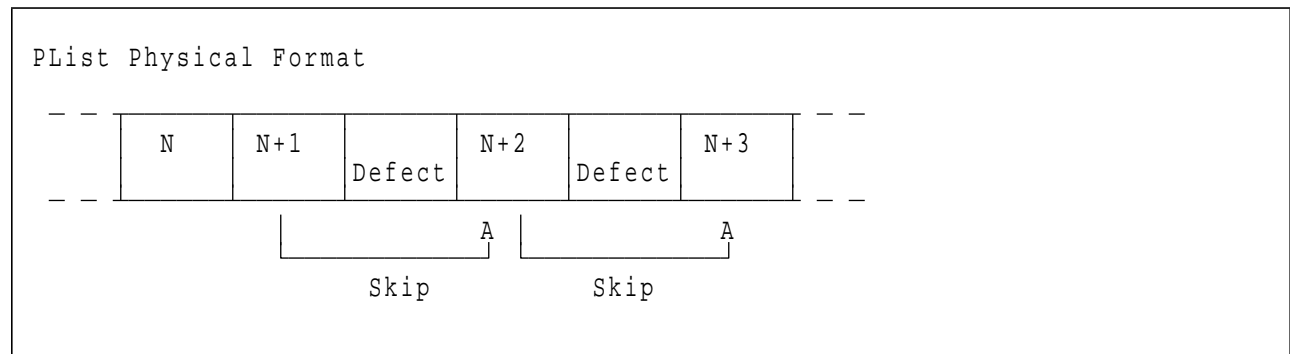 PList Physical Format
N N+1 N+2 N+3
Defect Defect
A A
Skip Skip